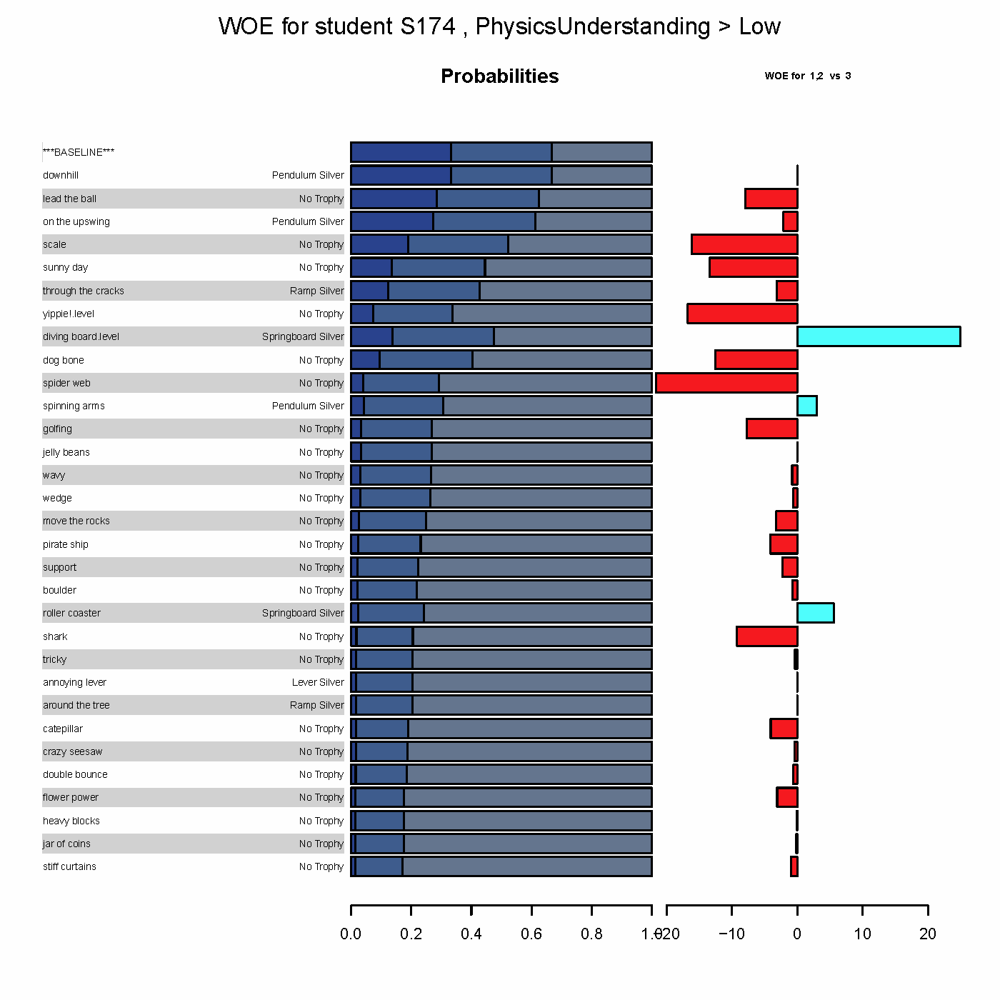 WOE for student S174 , PhysicsUnderstanding > Low
Probabilities
WOE for 1,2 vs 3
***BASELINE***
downhill Pendulum Silver
lead the ball No Trophy
on the upswing Pendulum Silver
scale No Trophy
sunny day No Trophy
through the cracks Ramp Silver
yippie!.level No Trophy
diving board.level Springboard Silver
dog bone No Trophy
spider web No Trophy
spinning arms Pendulum Silver
golfing No Trophy
jelly beans No Trophy
wavy No Trophy
wedge No Trophy
move the rocks No Trophy
pirate ship No Trophy
support No Trophy
boulder No Trophy
roller coaster Springboard Silver
shark No Trophy
tricky No Trophy
annoying lever Lever Silver
around the tree Ramp Silver
catepillar No Trophy
crazy seesaw No Trophy
double bounce No Trophy
flower power No Trophy
heavy blocks No Trophy
jar of coins No Trophy
stiff curtains No Trophy
0.0 0.2 0.4 0.6 0.8 1.0 −20 −10 0 10 20